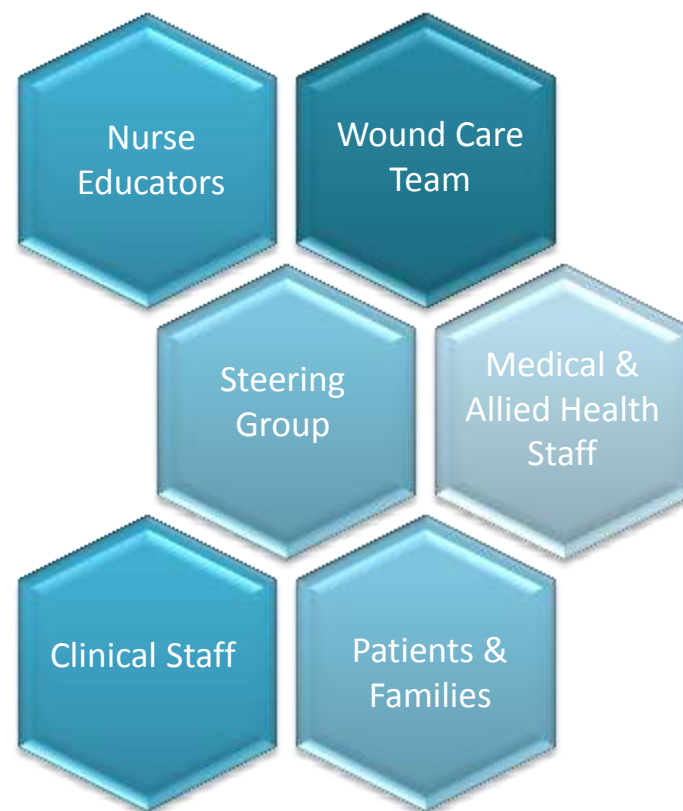 Nurse
Educators
Wound Care
Team
Steering
Group
Medical &
Allied Health
Staff
Clinical Staff
Patients &
Families